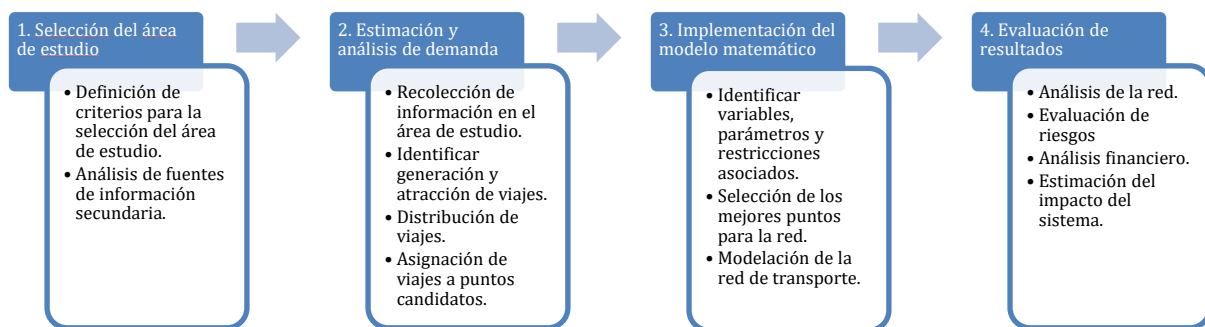 1. Selección del área
de estudio
• Definición de
criterios para la
selección del área
de estudio.
• Análisis de fuentes
de información
secundaria.
2. Estimación y
análisis de demanda
• Recolección de
información en el
área de estudio.
• Identificar
generación y
atracción de viajes.
• Distribución de
viajes.
• Asignación de
viajes a puntos
candidatos.
3. Implementación del
modelo matemático
• Identificar
variables,
parámetros y
restricciones
asociados.
• Selección de los
mejores puntos
para la red.
• Modelación de la
red de transporte.
4. Evaluación de
resultados
• Análisis de la red.
• Evaluación de
riesgos
• Análisis financiero.
• Estimación del
impacto del
sistema.